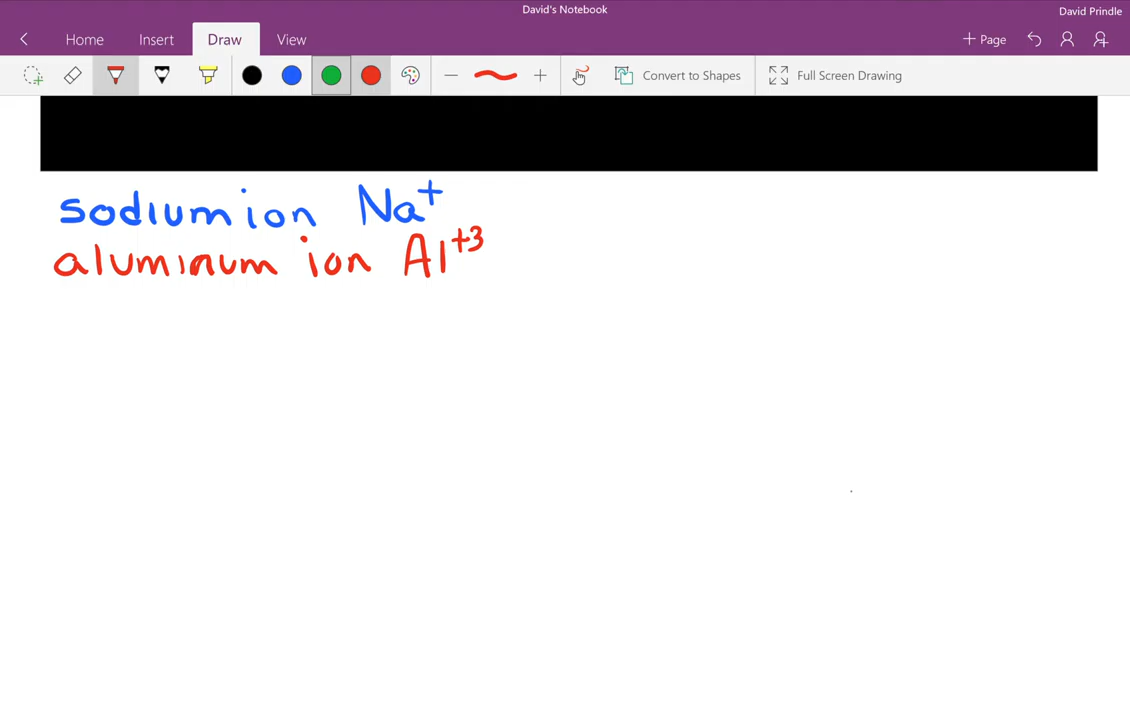 David's Notebook
David Prindle
Home Insert Draw View + Page
Convert to Shapes Full Screen Drawing
sodium ion Na⁺
aluminum ion Al⁺³